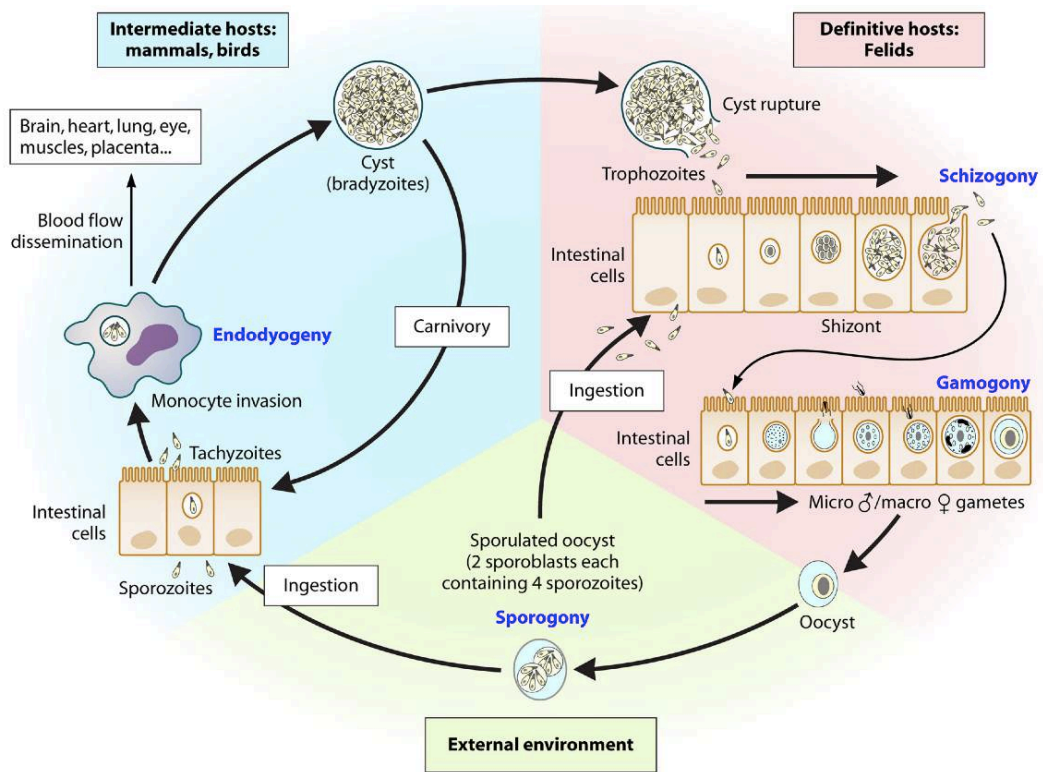 Intermediate hosts:
mammals, birds
Definitive hosts:
Felids
Brain, heart, lung, eye,
muscles, placenta...
Cyst
(bradyzoites)
Cyst rupture
Trophozoites
Schizogony
Blood flow
dissemination
Intestinal
cells
Endodyogeny
Carnivory
Shizont
Monocyte invasion
Ingestion
Gamogony
Tachyzoites
Intestinal
cells
Intestinal
cells
Micro ♂/macro ♀ gametes
Sporozoites
Ingestion
Sporulated oocyst
(2 sporoblasts each
containing 4 sporozoites)
Sporogony
Oocyst
External environment